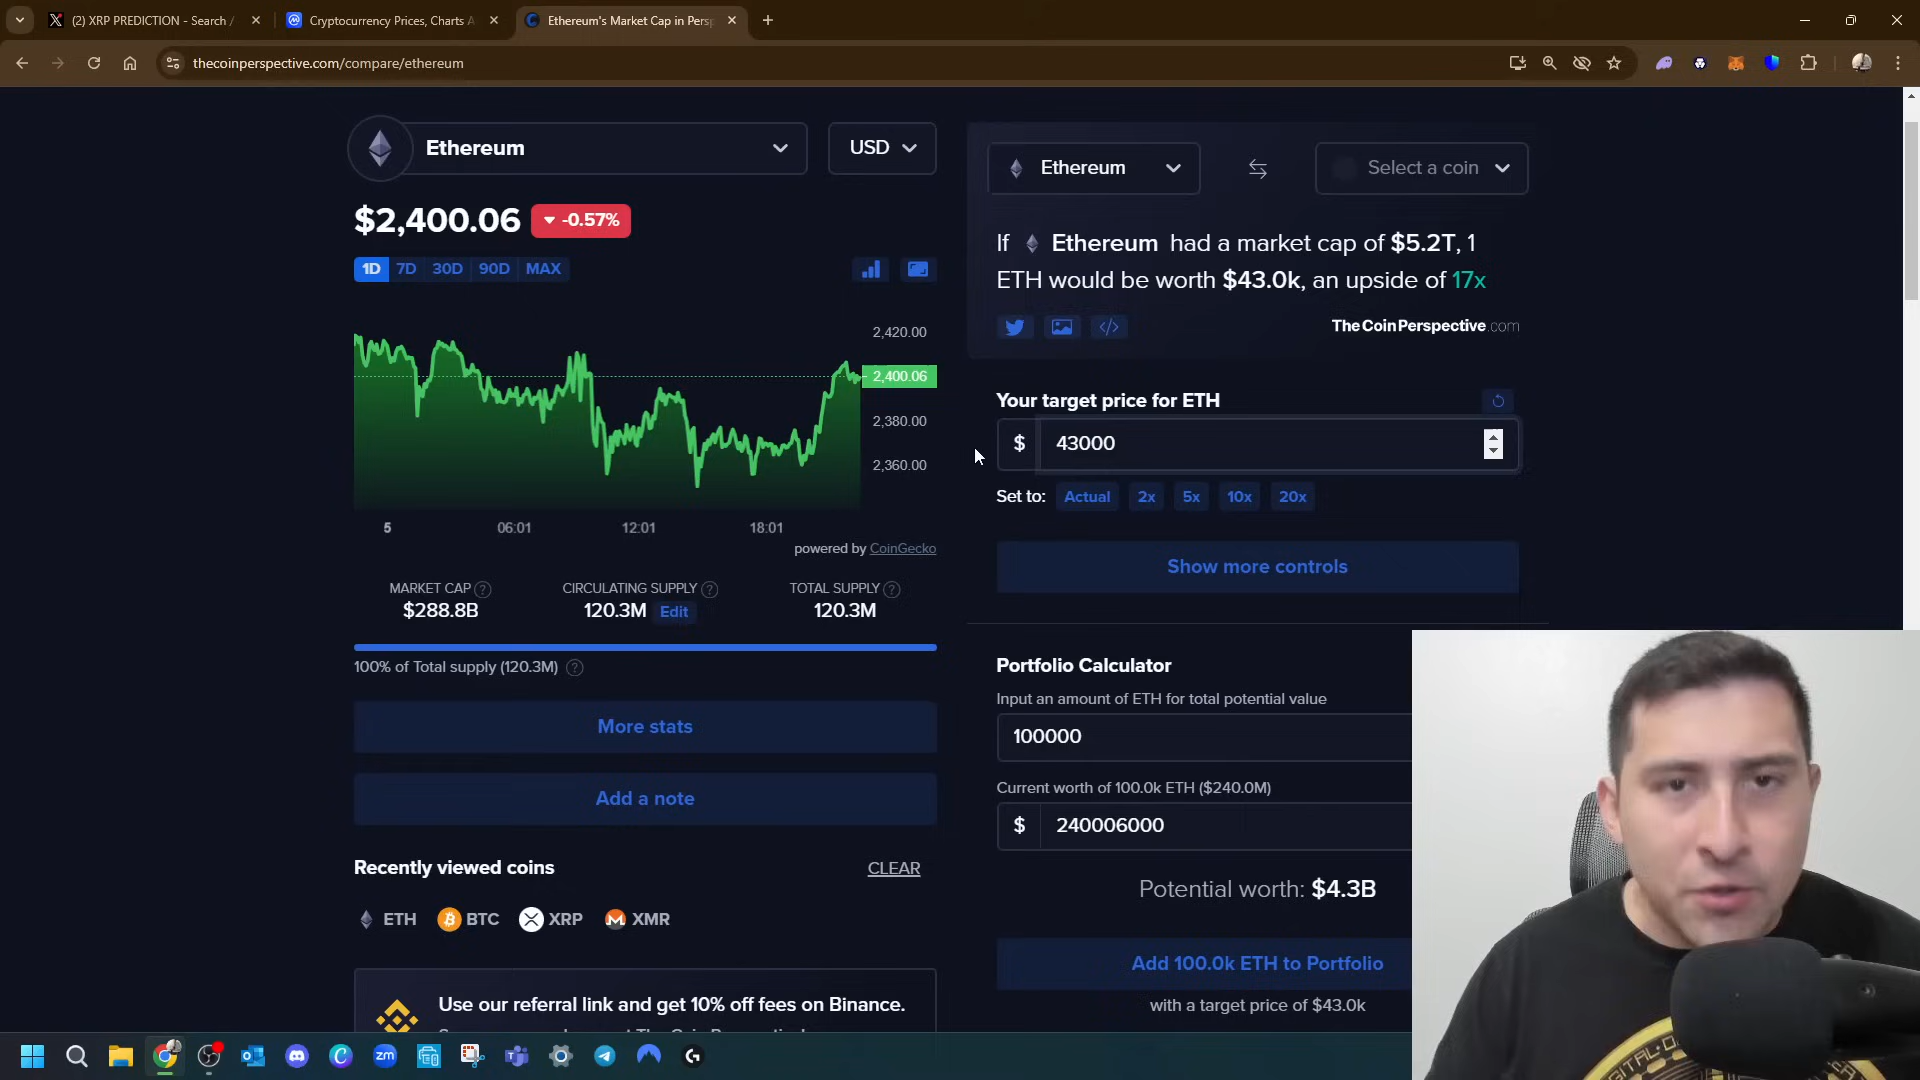 (2) XRP PREDICTION - Search /
Cryptocurrency Prices, Charts A
Ethereum's Market Cap in Persp
thecoinperspective.com/compare/ethereum
Ethereum
USD
$2,400.06
-0.57%
1D 7D 30D 90D MAX
2,420.00
2,400.06
2,380.00
2,360.00
5 06:01 12:01 18:01
powered by CoinGecko
MARKET CAP ?
$288.8B
CIRCULATING SUPPLY ?
120.3M Edit
TOTAL SUPPLY ?
120.3M
100% of Total supply (120.3M) ?
More stats
Add a note
Recently viewed coins
CLEAR
ETH BTC XRP XMR
Use our referral link and get 10% off fees on Binance.
Ethereum
Select a coin
If Ethereum had a market cap of $5.2T, 1
ETH would be worth $43.0k, an upside of 17x
TheCoinPerspective.com
Your target price for ETH
$ 43000
Set to: Actual 2x 5x 10x 20x
Show more controls
Portfolio Calculator
Input an amount of ETH for total potential value
100000
Current worth of 100.0k ETH ($240.0M)
$ 240006000
Potential worth: $4.3B
Add 100.0k ETH to Portfolio
with a target price of $43.0k
zm